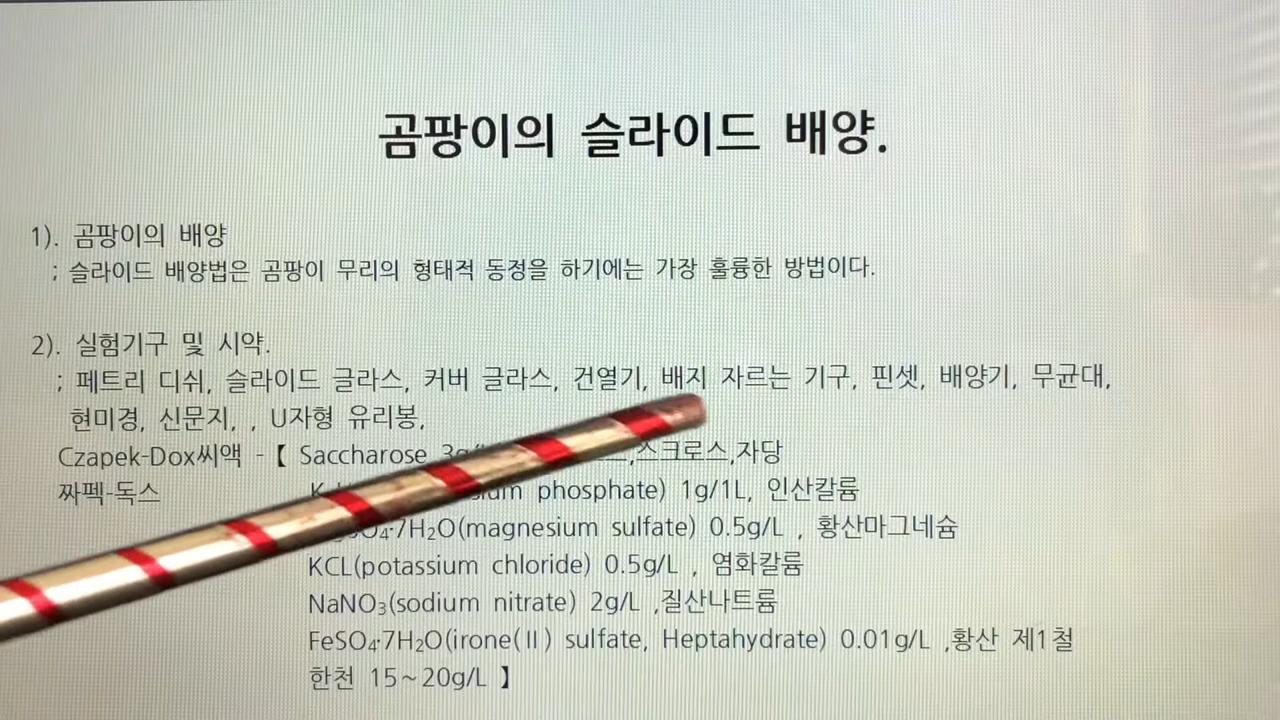 곰팡이의 슬라이드 배양.
1). 곰팡이의 배양
; 슬라이드 배양법은 곰팡이 무리의 형태적 동정을 하기에는 가장 훌륭한 방법이다.
2). 실험기구 및 시약.
; 페트리 디쉬, 슬라이드 글라스, 커버 글라스, 건열기, 배지 자르는 기구, 핀셋, 배양기, 무균대,
현미경, 신문지, , U자형 유리봉,
Czapek-Dox씨액 -【 Saccharose ,스크로스,자당
짜펙-독스 phosphate) 1g/1L, 인산칼륨
7H₂O(magnesium sulfate) 0.5g/L , 황산마그네슘
KCL(potassium chloride) 0.5g/L , 염화칼륨
NaNO₃(sodium nitrate) 2g/L ,질산나트륨
FeSO₄·7H₂O(irone(Ⅱ) sulfate, Heptahydrate) 0.01g/L ,황산 제1철
한천 15~20g/L 】